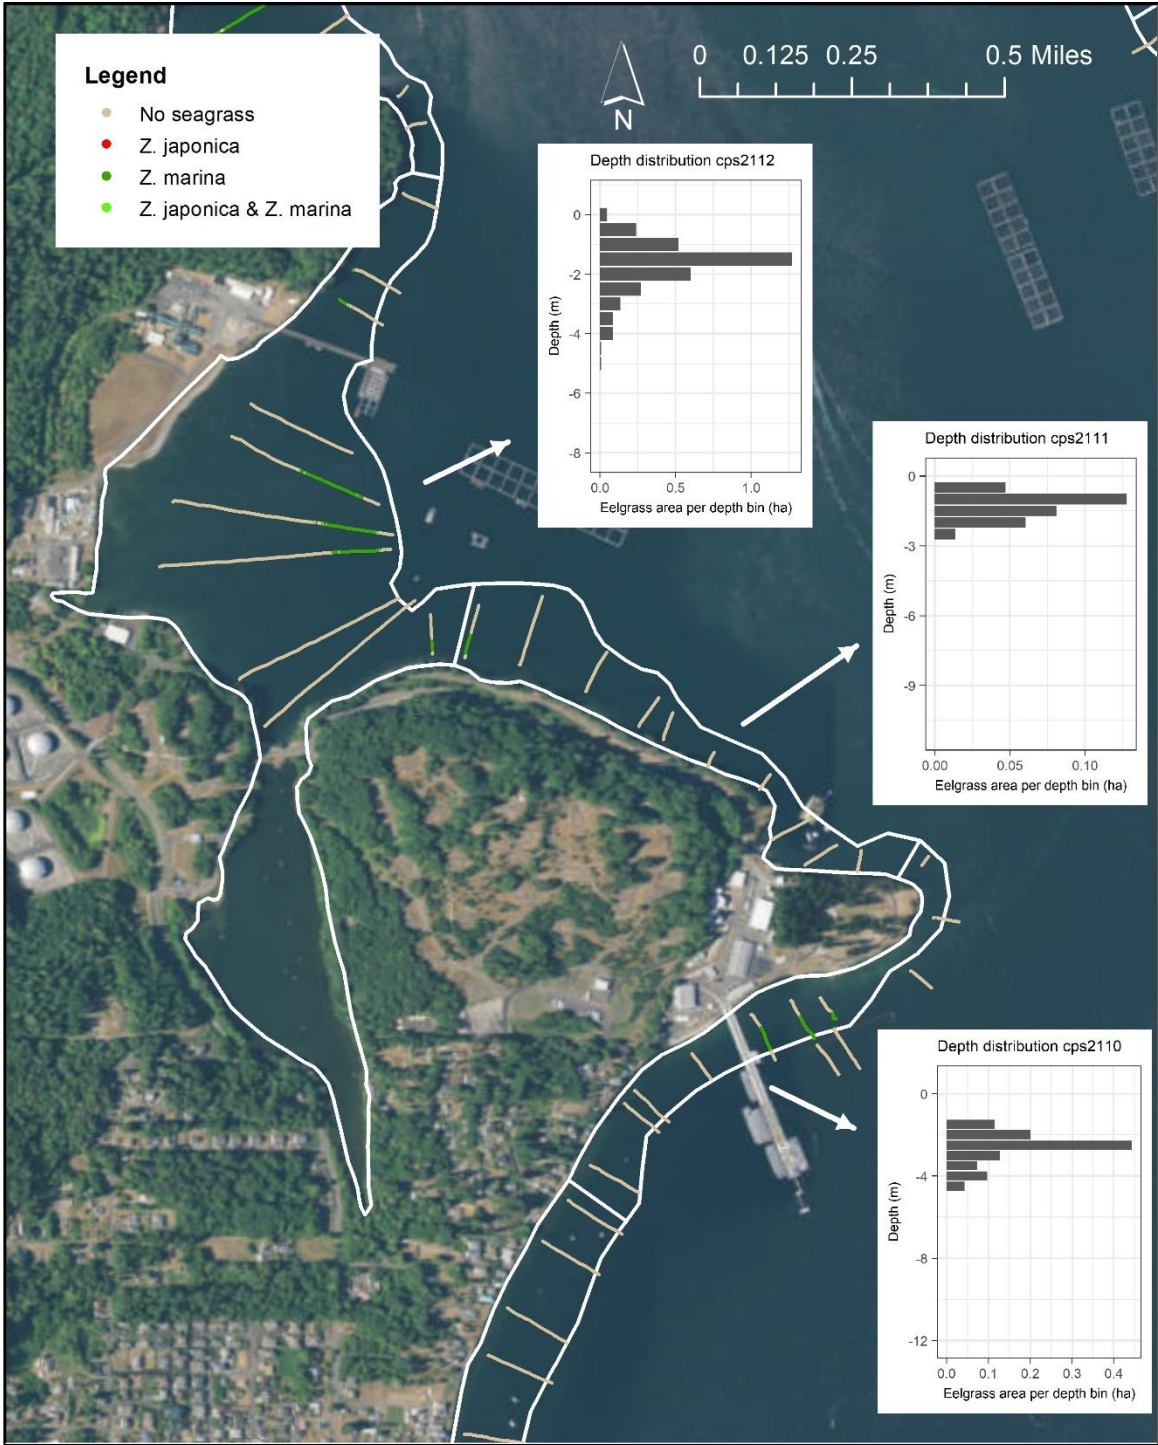 Legend
No seagrass
Z. japonica
Z. marina
Z. japonica & Z. marina
N
0 0.125 0.25 0.5 Miles
Depth distribution cps2112
Depth (m)
0
-2
-4
-6
-8
0.0 0.5 1.0
Eelgrass area per depth bin (ha)
Depth distribution cps2111
Depth (m)
0
-3
-6
-9
0.00 0.05 0.10
Eelgrass area per depth bin (ha)
Depth distribution cps2110
Depth (m)
0
-4
-8
-12
0.0 0.1 0.2 0.3 0.4
Eelgrass area per depth bin (ha)